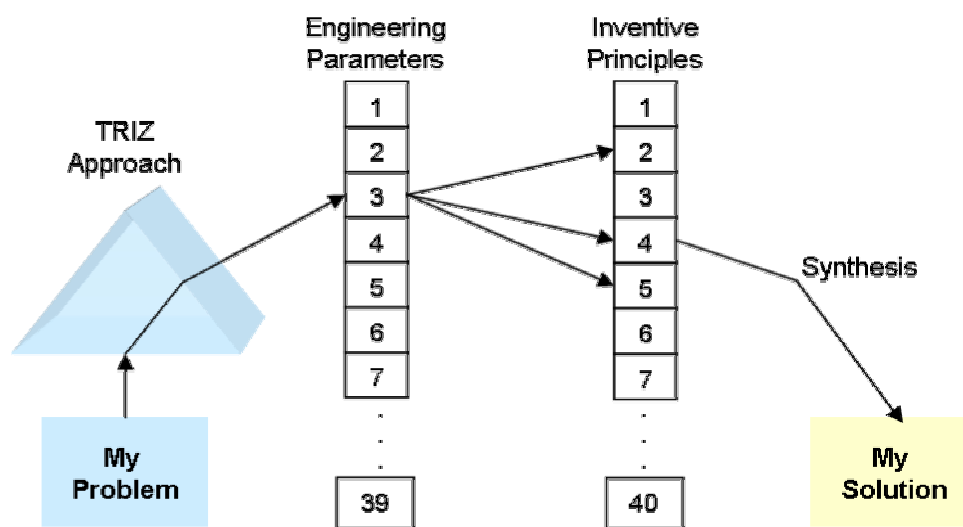 Engineering
Parameters
Inventive
Principles
TRIZ
Approach
1
2
3
4
5
6
7
.
.
.
39
1
2
3
4
5
6
7
.
.
.
40
Synthesis
My
Problem
My
Solution